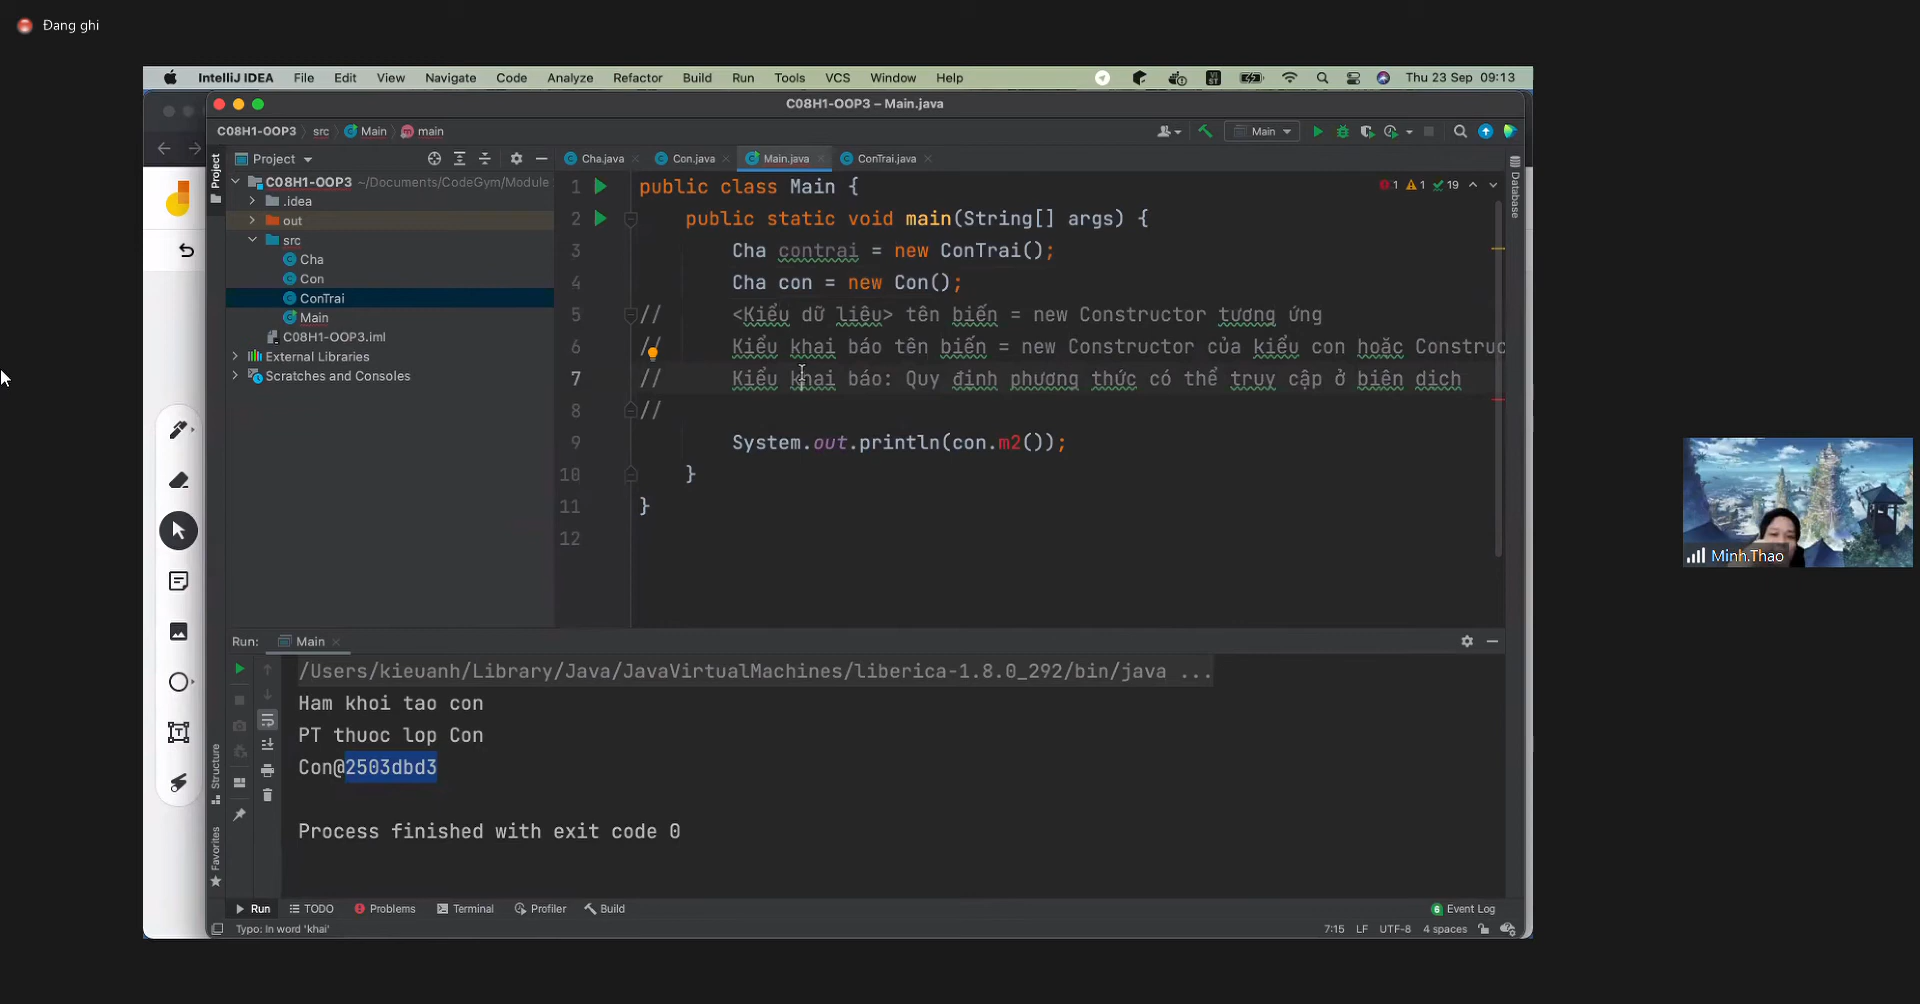 Đang ghi
IntelliJ IDEA File Edit View Navigate Code Analyze Refactor Build Run Tools VCS Window Help
Thu 23 Sep 09:13
C08H1-OOP3 – Main.java
C08H1-OOP3 src Main main
Main
Project
Cha.java Con.java Main.java ConTrai.java
Project
C08H1-OOP3 ~/Documents/CodeGym/Module
.idea
out
src
Cha
Con
ConTrai
Main
C08H1-OOP3.iml
External Libraries
Scratches and Consoles
1 public class Main {
2 public static void main(String[] args) {
3 Cha contrai = new ConTrai();
4 Cha con = new Con();
5 // <Kiểu dữ liệu> tên biến = new Constructor tương ứng
6 // Kiểu khai báo tên biến = new Constructor của kiểu con hoặc Construc
7 // Kiểu khai báo: Quy định phương thức có thể truy cập ở biên dịch
8 //
9 System.out.println(con.m2());
10 }
11 }
12
1 1 19
Database
Minh.Thao
Run: Main
/Users/kieuanh/Library/Java/JavaVirtualMachines/liberica-1.8.0_292/bin/java ...
Ham khoi tao con
PT thuoc lop Con
Con@2503dbd3
Process finished with exit code 0
Structure
Favorites
Run TODO Problems Terminal Profiler Build
6 Event Log
Typo: In word 'khai'
7:15 LF UTF-8 4 spaces